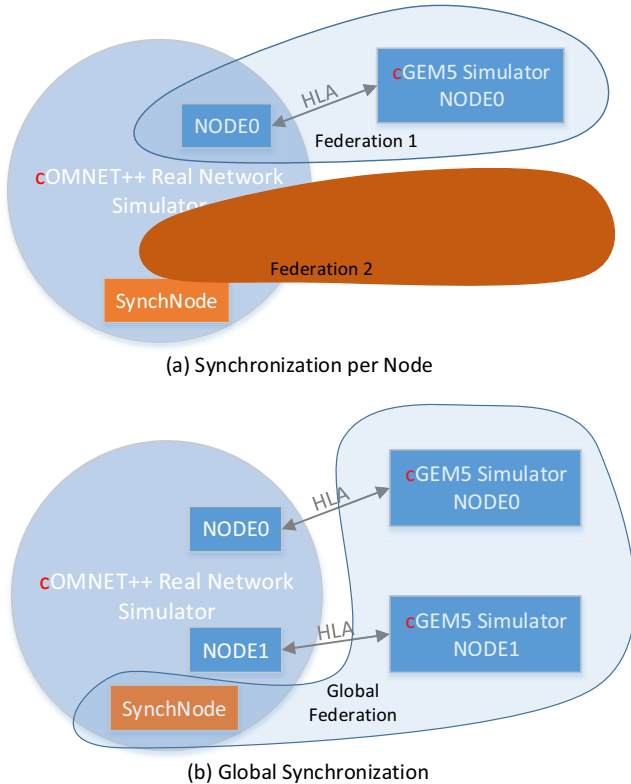 NODE0
HLA
cGEM5 Simulator
NODE0
Federation 1
cOMNET++ Real Network
Simulator
Federation 2
SynchNode
(a) Synchronization per Node
cGEM5 Simulator
NODE0
HLA
NODE0
cOMNET++ Real Network
Simulator
NODE1
HLA
cGEM5 Simulator
NODE1
SynchNode
Global
Federation
(b) Global Synchronization